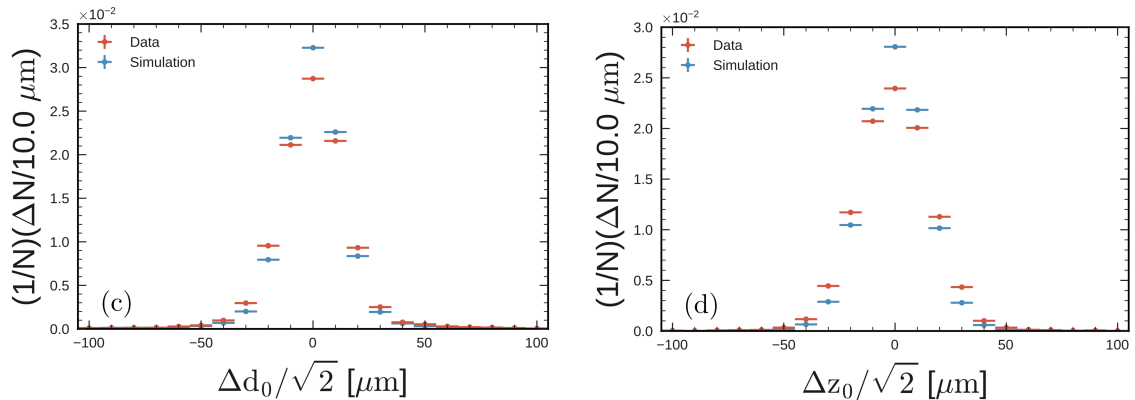 ×10⁻²
3.5
3.0
2.5
2.0
1.5
1.0
0.5
0.0
(1/N)(ΔN/10.0 μm)
Data
Simulation
(c)
−100 −50 0 50 100
Δd₀/√2 [μm]
×10⁻²
3.0
2.5
2.0
1.5
1.0
0.5
0.0
(1/N)(ΔN/10.0 μm)
Data
Simulation
(d)
−100 −50 0 50 100
Δz₀/√2 [μm]